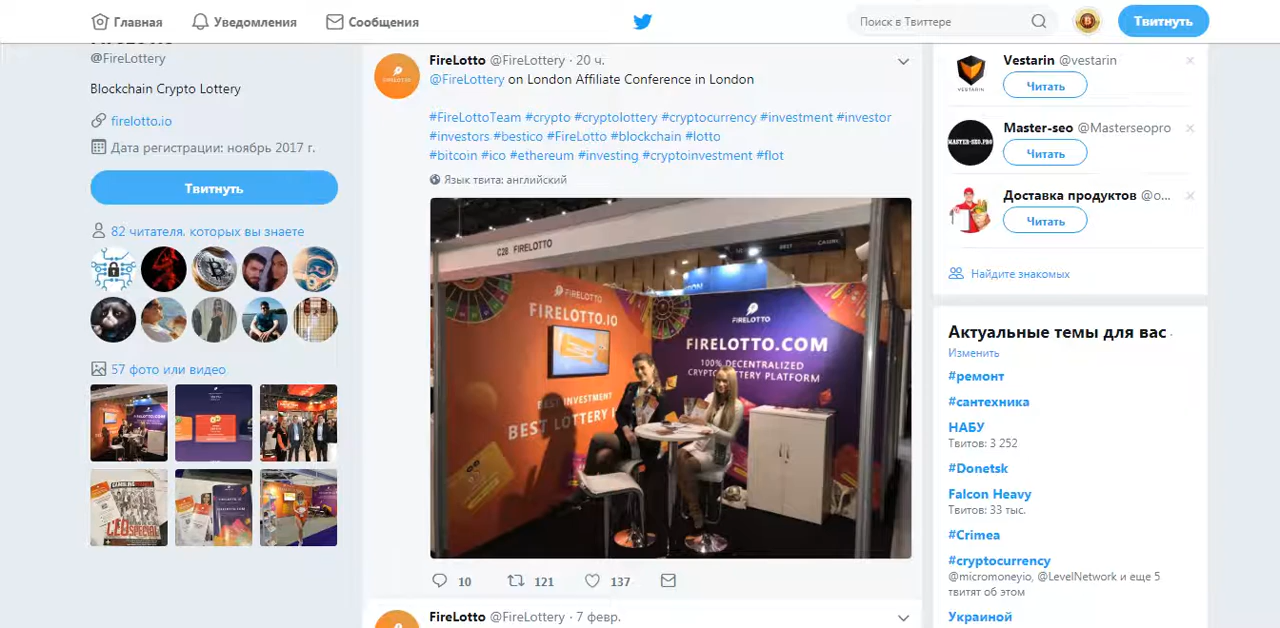 Главная
Уведомления
Сообщения
Поиск в Твиттере
Твитнуть
@FireLottery
Blockchain Crypto Lottery
firelotto.io
Дата регистрации: ноябрь 2017 г.
Твитнуть
82 читателя, которых вы знаете
57 фото или видео
FireLotto @FireLottery · 20 ч.
@FireLottery on London Affiliate Conference in London
#FireLottoTeam #crypto #cryptolottery #cryptocurrency #investment #investor
#investors #bestico #FireLotto #blockchain #lotto
#bitcoin #ico #ethereum #investing #cryptoinvestment #flot
Язык твита: английский
C28 FIRELOTTO
FIRELOTTO
FIRELOTTO.IO
BEST INVESTMENT
BEST LOTTERY
FIRELOTTO
FIRELOTTO.COM
100% DECENTRALIZED
CRYPTOLOTTERY PLATFORM
10
121
137
FireLotto @FireLottery · 7 февр.
Vestarin @vestarin
VESTARIN
Читать
Master-seo @Masterseopro
MASTER-SEO.PRO
Читать
Доставка продуктов @o...
Читать
Найдите знакомых
Актуальные темы для вас ·
Изменить
#ремонт
#сантехника
НАБУ
Твитов: 3 252
#Donetsk
Falcon Heavy
Твитов: 33 тыс.
#Crimea
#cryptocurrency
@micromoneyio, @LevelNetwork и еще 5
твитят об этом
Украиной